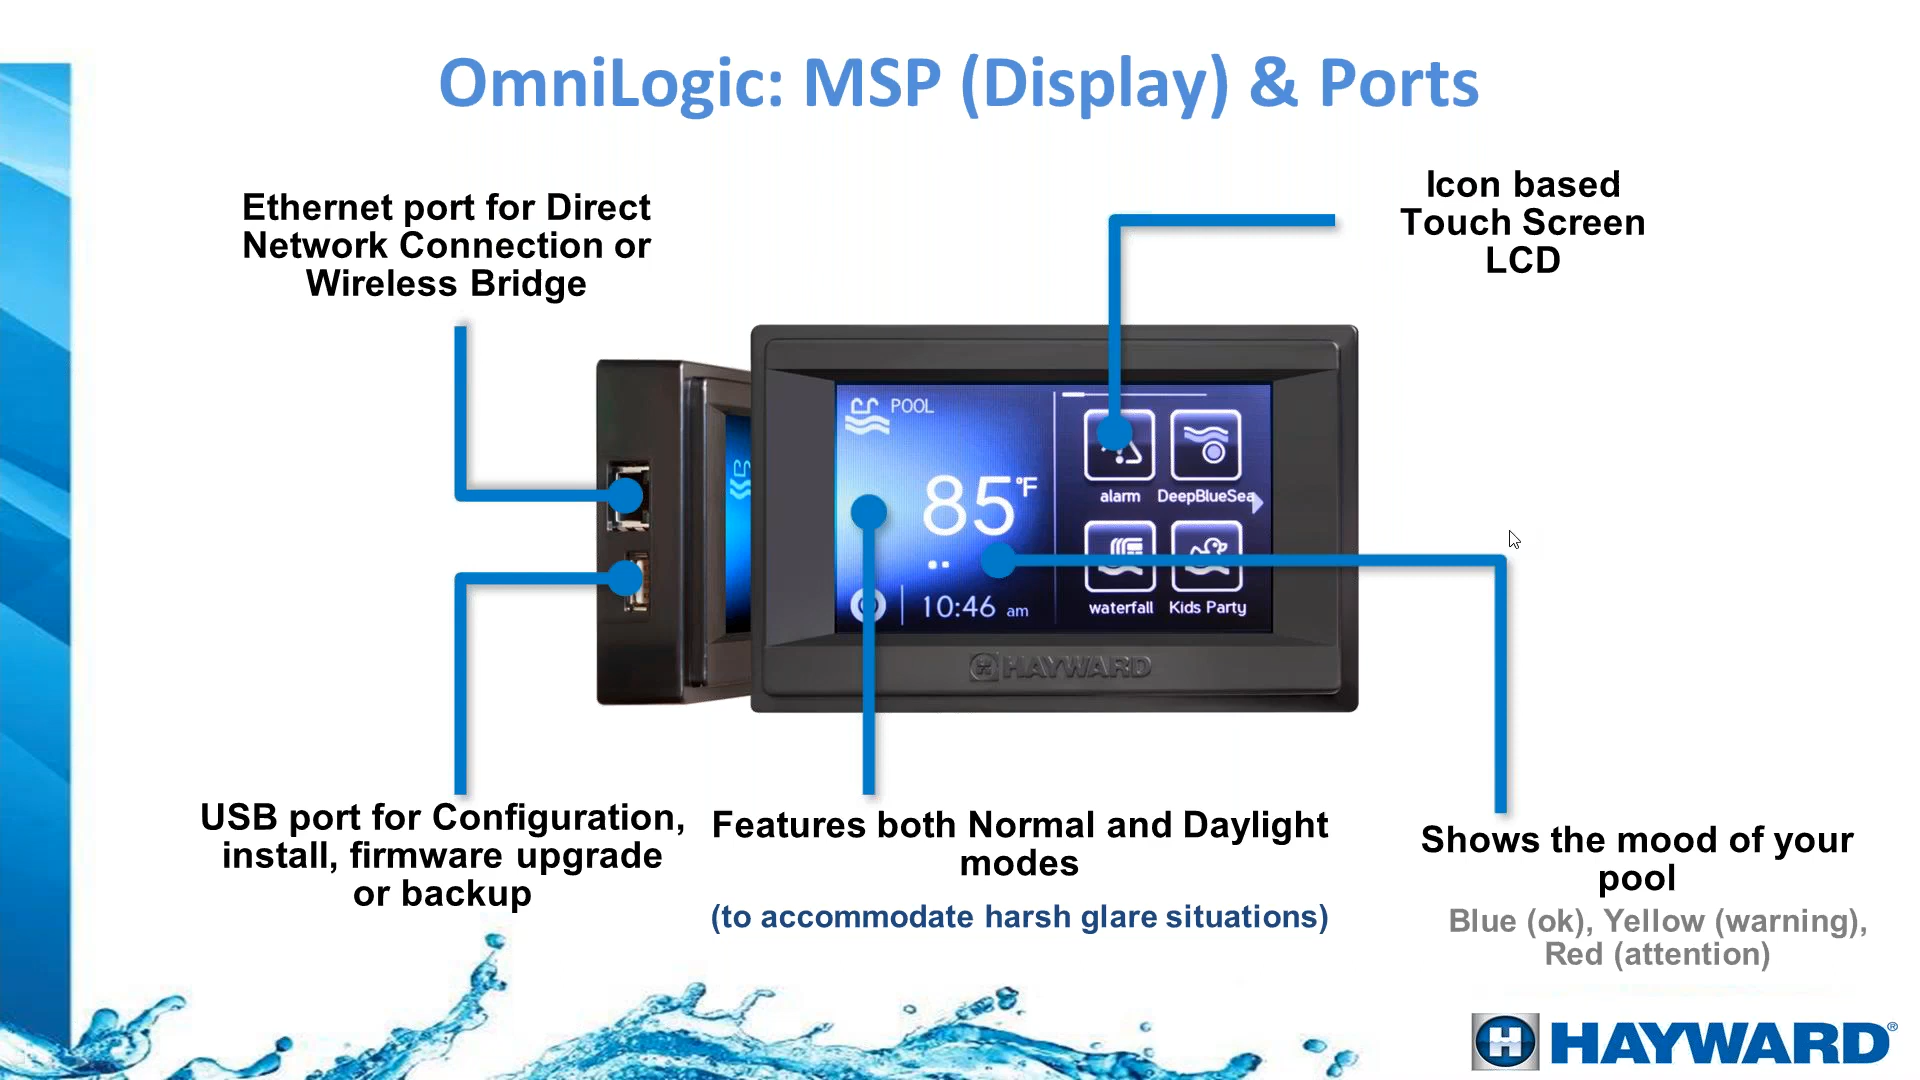 OmniLogic: MSP (Display) & Ports
Ethernet port for Direct
Network Connection or
Wireless Bridge
Icon based
Touch Screen
LCD
POOL
85°F
10:46 am
alarm
DeepBlueSea
waterfall
Kids Party
HAYWARD
USB port for Configuration,
install, firmware upgrade
or backup
Features both Normal and Daylight
modes
(to accommodate harsh glare situations)
Shows the mood of your
pool
Blue (ok), Yellow (warning),
Red (attention)
HAYWARD®